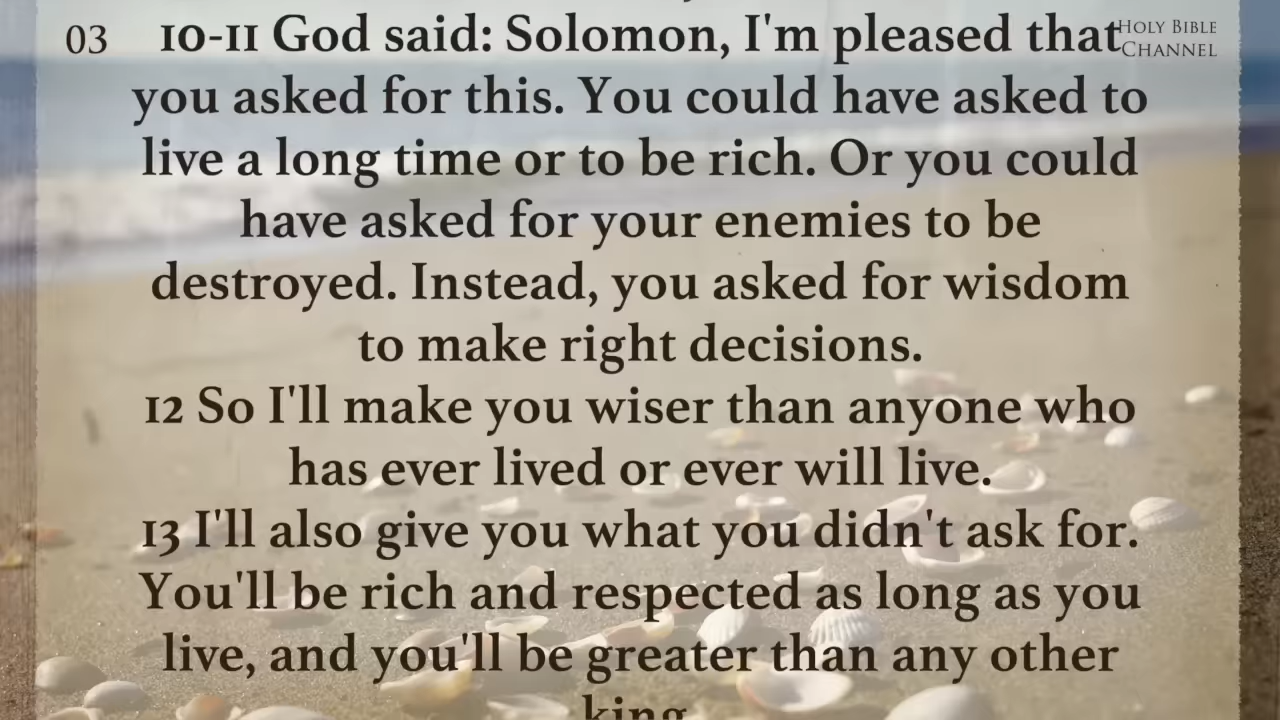 03
10-11 God said: Solomon, I'm pleased that
HOLY BIBLE
CHANNEL
you asked for this. You could have asked to
live a long time or to be rich. Or you could
have asked for your enemies to be
destroyed. Instead, you asked for wisdom
to make right decisions.
12 So I'll make you wiser than anyone who
has ever lived or ever will live.
13 I'll also give you what you didn't ask for.
You'll be rich and respected as long as you
live, and you'll be greater than any other
king